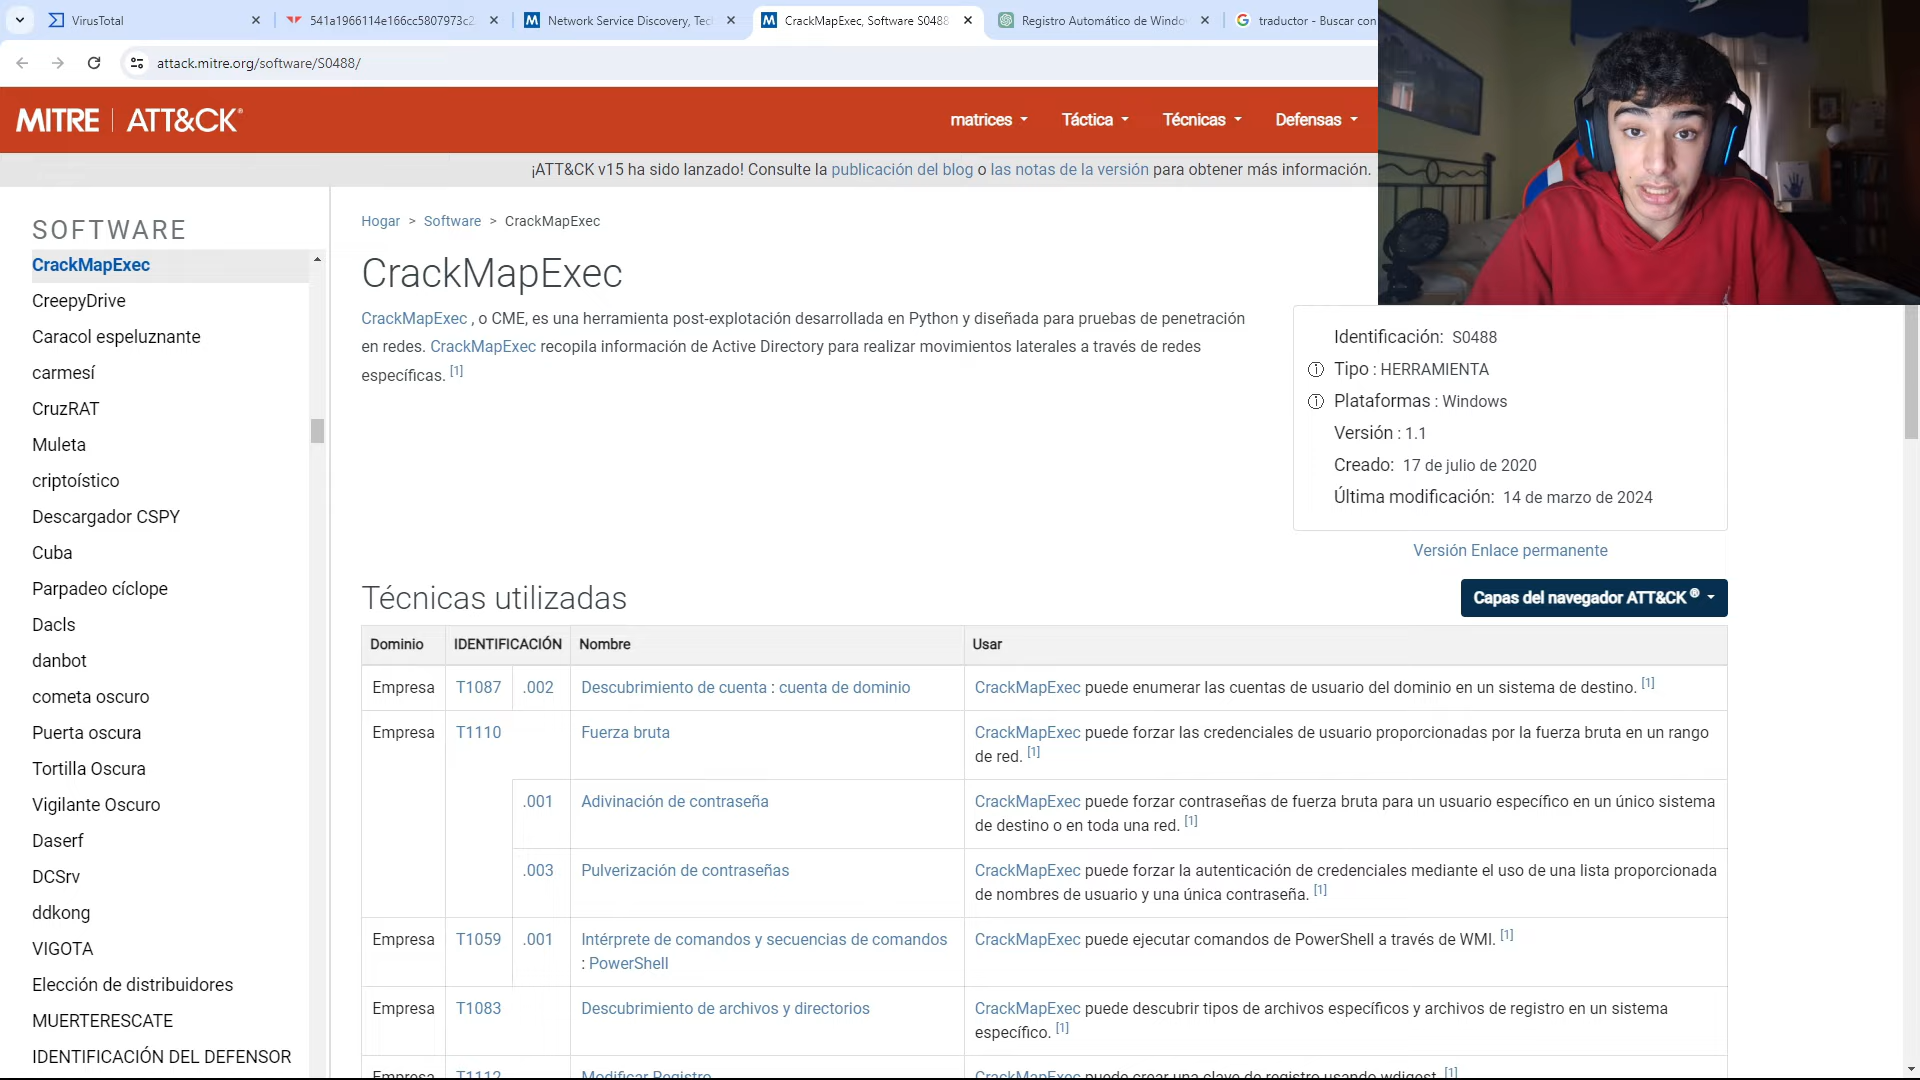 VirusTotal
541a1966114e166cc5807973c2
Network Service Discovery, Tec
CrackMapExec, Software S0488
Registro Automático de Windo
traductor - Buscar con
attack.mitre.org/software/S0488/
MITRE | ATT&CK®
matrices
Táctica
Técnicas
Defensas
¡ATT&CK v15 ha sido lanzado! Consulte la publicación del blog o las notas de la versión para obtener más información.
SOFTWARE
CrackMapExec
CreepyDrive
Caracol espeluznante
carmesí
CruzRAT
Muleta
criptoístico
Descargador CSPY
Cuba
Parpadeo cíclope
Dacls
danbot
cometa oscuro
Puerta oscura
Tortilla Oscura
Vigilante Oscuro
Daserf
DCSrv
ddkong
VIGOTA
Elección de distribuidores
MUERTERESCATE
IDENTIFICACIÓN DEL DEFENSOR
Hogar > Software > CrackMapExec
CrackMapExec
CrackMapExec , o CME, es una herramienta post-explotación desarrollada en Python y diseñada para pruebas de penetración
en redes. CrackMapExec recopila información de Active Directory para realizar movimientos laterales a través de redes
específicas. [1]
Identificación: S0488
Tipo : HERRAMIENTA
Plataformas : Windows
Versión : 1.1
Creado: 17 de julio de 2020
Última modificación: 14 de marzo de 2024
Versión Enlace permanente
Técnicas utilizadas
Capas del navegador ATT&CK ®
Dominio IDENTIFICACIÓN Nombre Usar
Empresa T1087 .002 Descubrimiento de cuenta : cuenta de dominio CrackMapExec puede enumerar las cuentas de usuario del dominio en un sistema de destino. [1]
Empresa T1110 Fuerza bruta CrackMapExec puede forzar las credenciales de usuario proporcionadas por la fuerza bruta en un rango
de red. [1]
.001 Adivinación de contraseña CrackMapExec puede forzar contraseñas de fuerza bruta para un usuario específico en un único sistema
de destino o en toda una red. [1]
.003 Pulverización de contraseñas CrackMapExec puede forzar la autenticación de credenciales mediante el uso de una lista proporcionada
de nombres de usuario y una única contraseña. [1]
Empresa T1059 .001 Intérprete de comandos y secuencias de comandos CrackMapExec puede ejecutar comandos de PowerShell a través de WMI. [1]
: PowerShell
Empresa T1083 Descubrimiento de archivos y directorios CrackMapExec puede descubrir tipos de archivos específicos y archivos de registro en un sistema
específico. [1]
Empresa T1112 Modificar Registro CrackMapExec puede crear una clave de registro usando wdigest. [1]